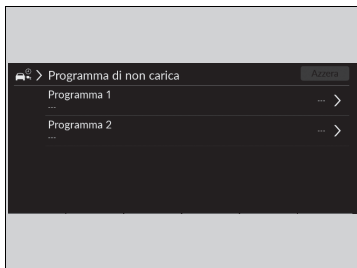 Programma di non carica
Azzera
Programma 1
---
---
Programma 2
---
---